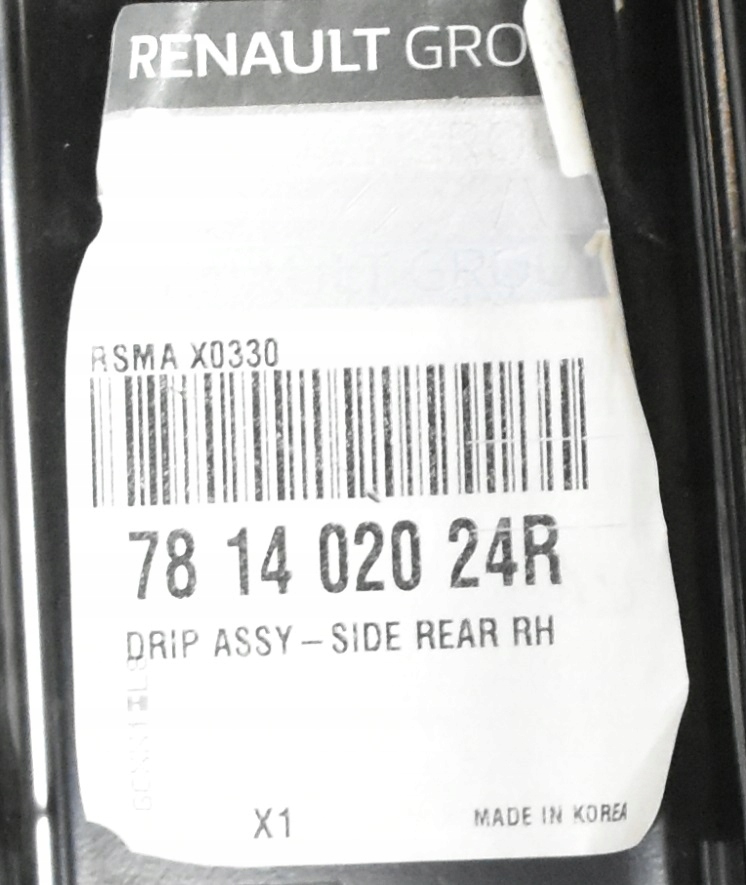 RENAULT GRO
RSMA X0330
78 14 020 24R
DRIP ASSY – SIDE REAR RH
X1
MADE IN KOREA